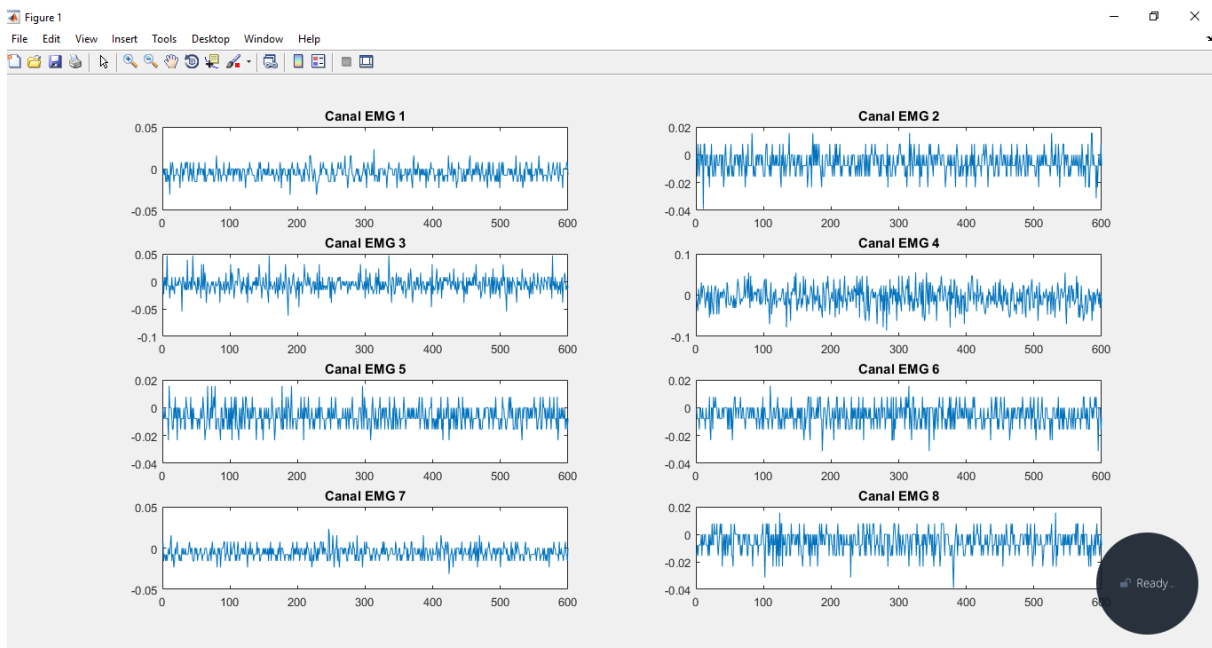 Figure 1
File Edit View Insert Tools Desktop Window Help
Canal EMG 1
0.05
0
-0.05
0 100 200 300 400 500 600
Canal EMG 2
0.02
0
-0.02
-0.04
0 100 200 300 400 500 600
Canal EMG 3
0.05
0
-0.05
-0.1
0 100 200 300 400 500 600
Canal EMG 4
0.1
0
-0.1
0 100 200 300 400 500 600
Canal EMG 5
0.02
0
-0.02
-0.04
0 100 200 300 400 500 600
Canal EMG 6
0.02
0
-0.02
-0.04
0 100 200 300 400 500 600
Canal EMG 7
0.05
0
-0.05
0 100 200 300 400 500 600
Canal EMG 8
0.02
0
-0.02
-0.04
0 100 200 300 400 500 600
Ready..